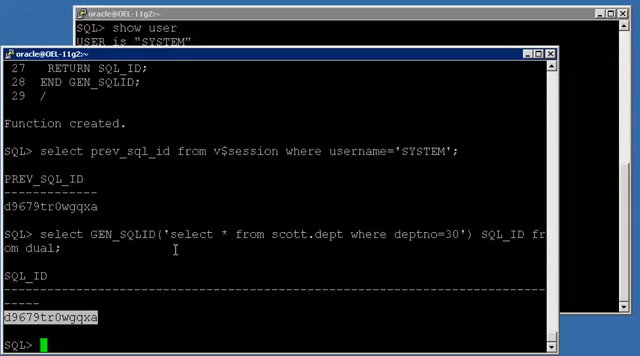 oracle@OEL-11g2:~
SQL> show user
USER is "SYSTEM"
oracle@OEL-11g2:~
27 RETURN SQL_ID;
28 END GEN_SQLID;
29 /
Function created.
SQL> select prev_sql_id from v$session where username='SYSTEM';
PREV_SQL_ID
-------------
d9679tr0wgqxa
SQL> select GEN_SQLID('select * from scott.dept where deptno=30') SQL_ID fr
om dual;
SQL_ID
---------------------------------------------------------------------------
-----
d9679tr0wgqxa
SQL>